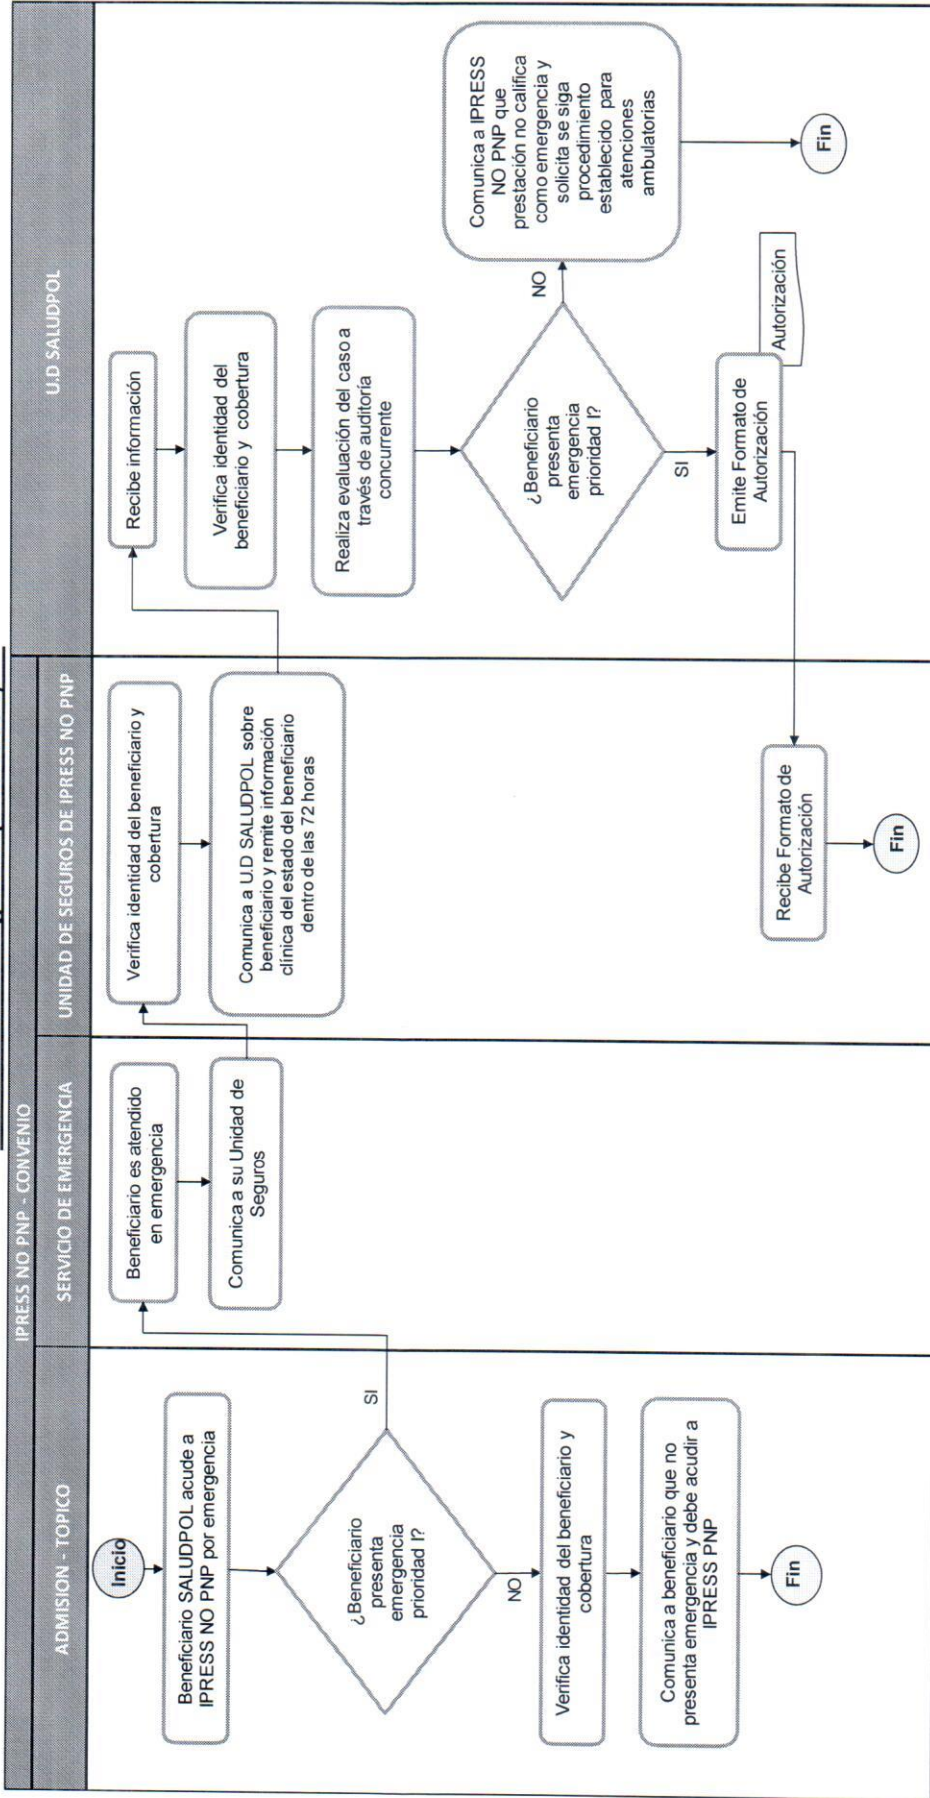 IPRESS NO PNP - CONVENIO
ADMISION - TOPICO
SERVICIO DE EMERGENCIA
UNIDAD DE SEGUROS DE IPRESS NO PNP
U.D SALUDPOL
Inicio
Beneficiario SALUDPOL acude a
IPRESS NO PNP por emergencia
¿Beneficiario
presenta
emergencia
prioridad I?
SI
NO
Verifica identidad del beneficiario y
cobertura
Comunica a beneficiario que no
presenta emergencia y debe acudir a
IPRESS PNP
Fin
Beneficiario es atendido
en emergencia
Comunica a su Unidad de
Seguros
Verifica identidad del beneficiario y
cobertura
Comunica a U.D SALUDPOL sobre
beneficiario y remite información
clínica del estado del beneficiario
dentro de las 72 horas
Recibe información
Verifica identidad del
beneficiario y cobertura
Realiza evaluación del caso a
través de auditoría
concurrente
¿Beneficiario
presenta
emergencia
prioridad I?
NO
Comunica a IPRESS
NO PNP que
prestación no califica
como emergencia y
solicita se siga
procedimiento
establecido para
atenciones
ambulatorias
Fin
SI
Emite Formato de
Autorización
Autorización
Recibe Formato de
Autorización
Fin